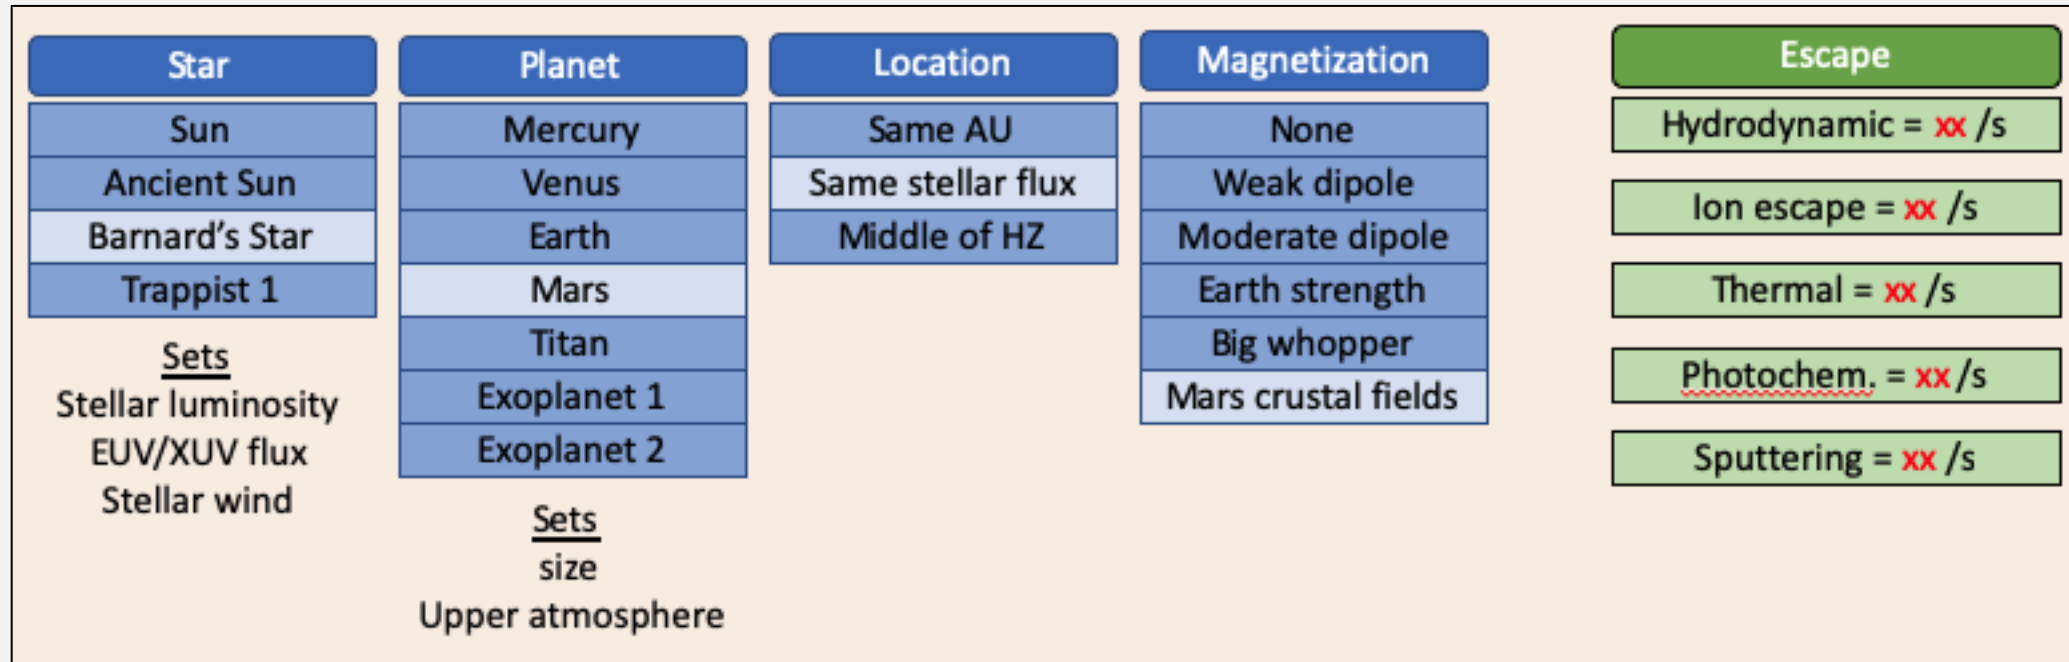 Star
Sun
Ancient Sun
Barnard's Star
Trappist 1
Sets
Stellar luminosity
EUV/XUV flux
Stellar wind
Planet
Mercury
Venus
Earth
Mars
Titan
Exoplanet 1
Exoplanet 2
Sets
size
Upper atmosphere
Location
Same AU
Same stellar flux
Middle of HZ
Magnetization
None
Weak dipole
Moderate dipole
Earth strength
Big whopper
Mars crustal fields
Escape
Hydrodynamic = xx /s
Ion escape = xx /s
Thermal = xx /s
Photochem. = xx /s
Sputtering = xx /s